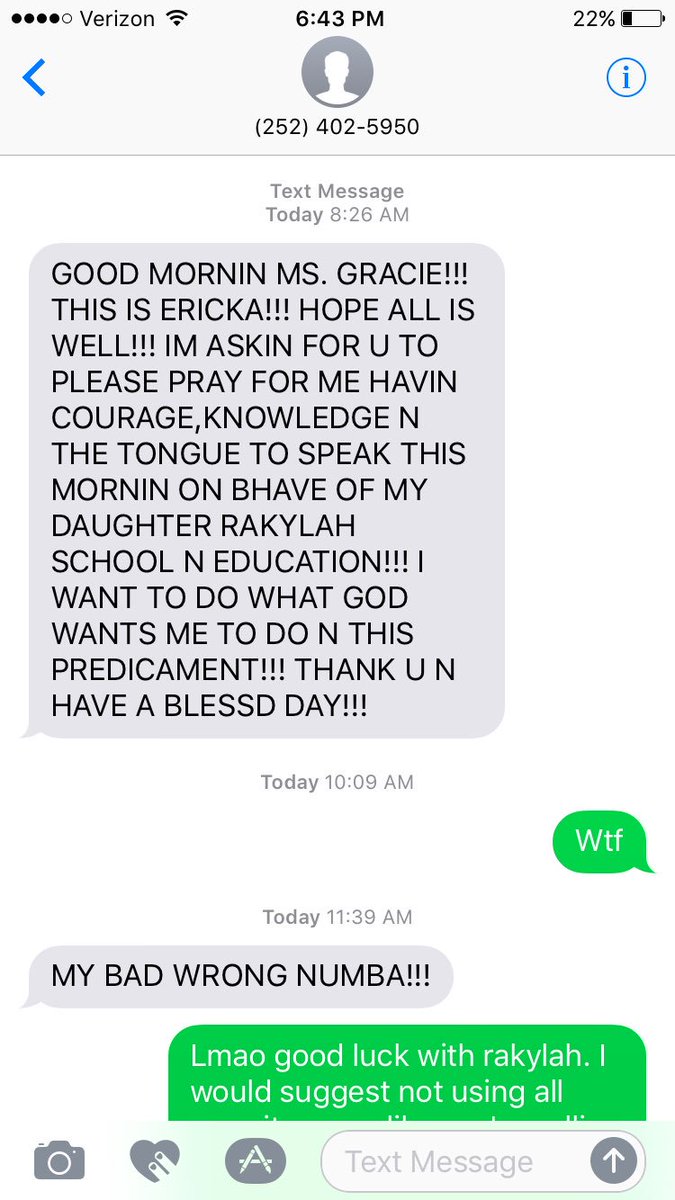 Verizon 6:43 PM 22%
(252) 402-5950
Text Message
Today 8:26 AM
GOOD MORNIN MS. GRACIE!!!
THIS IS ERICKA!!! HOPE ALL IS
WELL!!! IM ASKIN FOR U TO
PLEASE PRAY FOR ME HAVIN
COURAGE,KNOWLEDGE N
THE TONGUE TO SPEAK THIS
MORNIN ON BHAVE OF MY
DAUGHTER RAKYLAH
SCHOOL N EDUCATION!!! I
WANT TO DO WHAT GOD
WANTS ME TO DO N THIS
PREDICAMENT!!! THANK U N
HAVE A BLESSD DAY!!!
Today 10:09 AM
Wtf
Today 11:39 AM
MY BAD WRONG NUMBA!!!
Lmao good luck with rakylah. I
would suggest not using all
Text Message